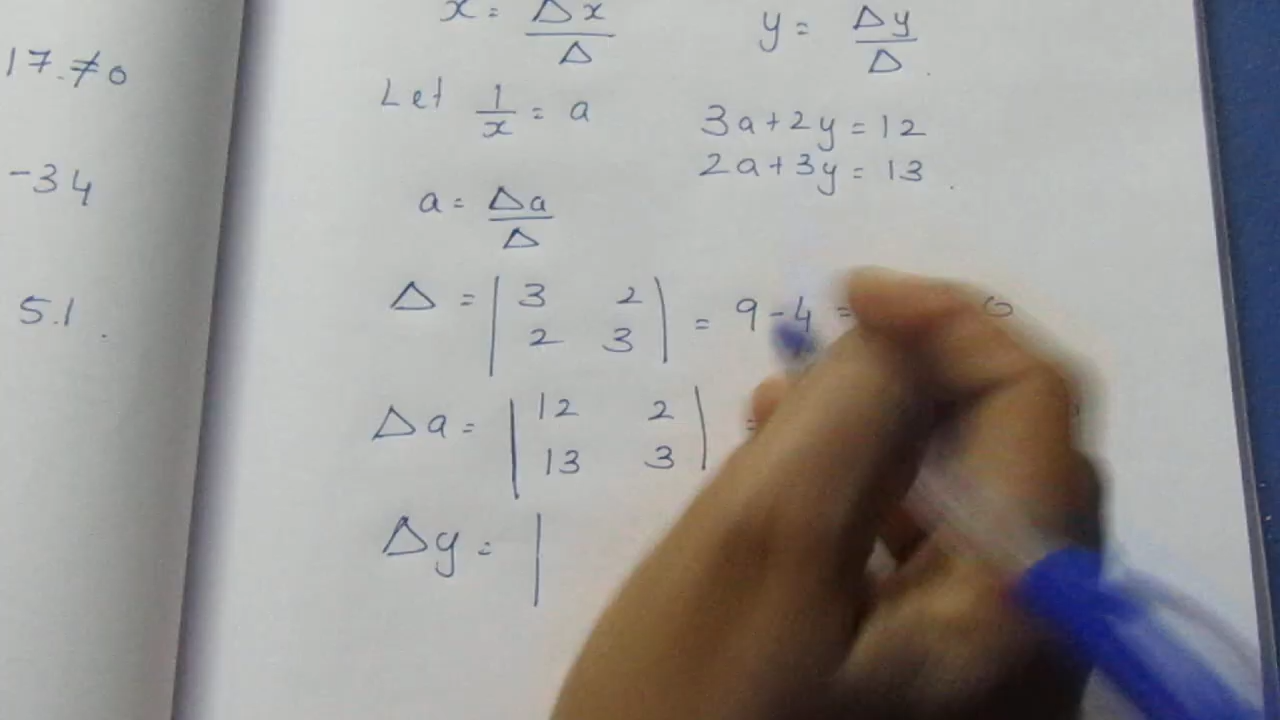 17 ≠0
-34
5.1 .
x = Δx/Δ y = Δy/Δ .
Let 1/x = a 3a+2y=12
2a+3y=13 .
a = Δa/Δ
Δ = |3 2| = 9-4 = 0
|2 3|
Δa = |12 2| =
|13 3|
Δy = |